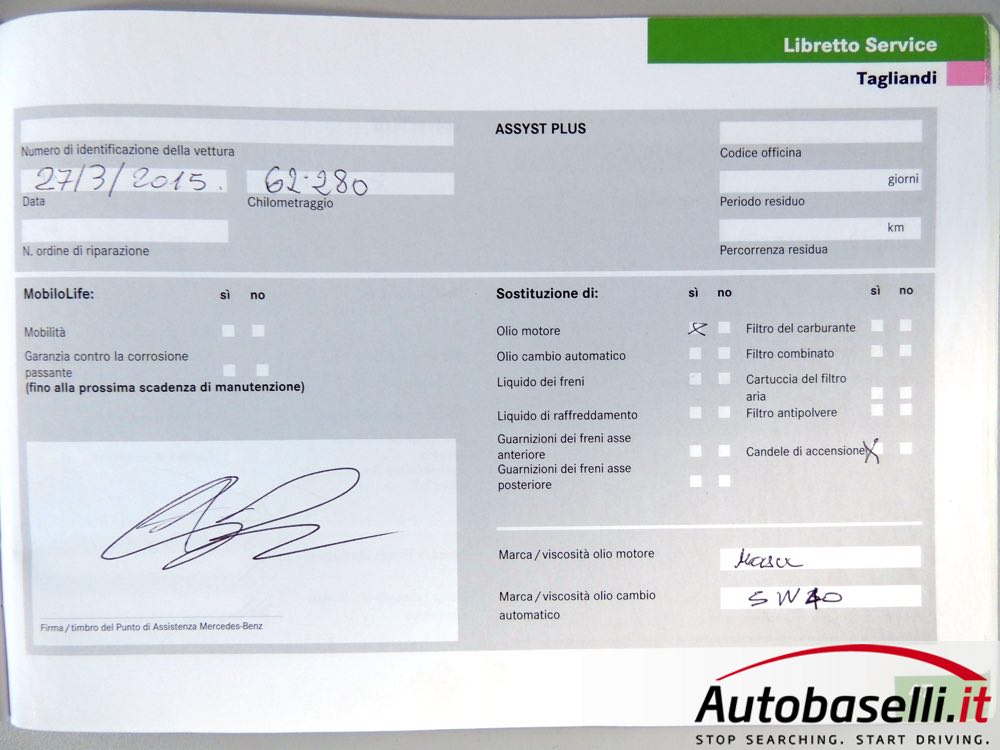 Libretto Service
Tagliandi
ASSYST PLUS
Numero di identificazione della vettura
Codice officina
27/3/2015.
62.280
giorni
Data
Chilometraggio
Periodo residuo
km
N. ordine di riparazione
Percorrenza residua
MobiloLife: sì no
Sostituzione di: sì no sì no
Mobilità
Olio motore
Filtro del carburante
Garanzia contro la corrosione
passante
(fino alla prossima scadenza di manutenzione)
Olio cambio automatico
Filtro combinato
Liquido dei freni
Cartuccia del filtro
aria
Liquido di raffreddamento
Filtro antipolvere
Guarnizioni dei freni asse
anteriore
Candele di accensione
Guarnizioni dei freni asse
posteriore
Marca/viscosità olio motore
Marca/viscosità olio cambio
automatico
5W40
Firma/timbro del Punto di Assistenza Mercedes-Benz
Autobaselli.it
STOP SEARCHING. START DRIVING.